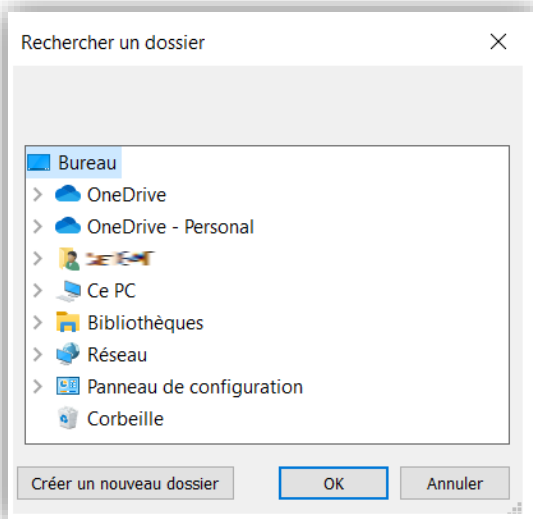 Rechercher un dossier
Bureau
OneDrive
OneDrive - Personal
Ce PC
Bibliothèques
Réseau
Panneau de configuration
Corbeille
Créer un nouveau dossier
OK
Annuler